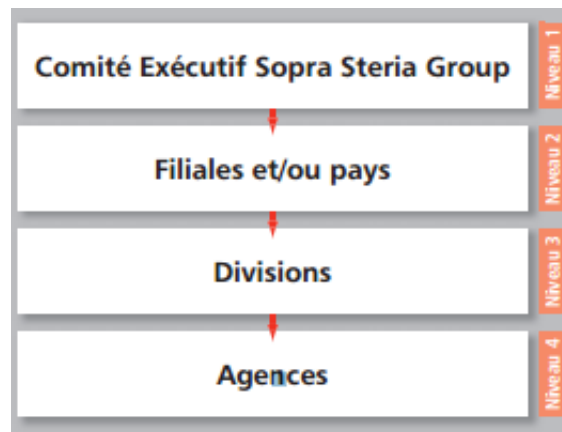 Comité Exécutif Sopra Steria Group
Niveau 1
Filiales et/ou pays
Niveau 2
Divisions
Niveau 3
Agences
Niveau 4